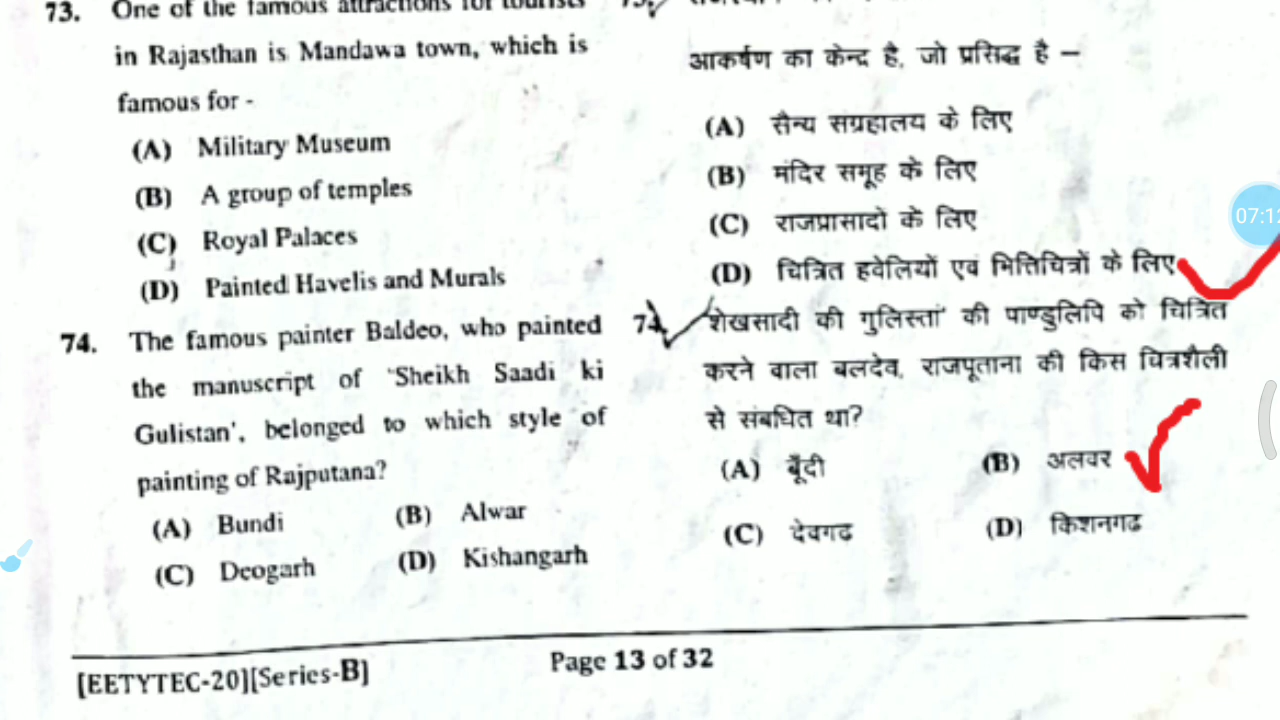 73. One of the famous attractions for tourists
in Rajasthan is Mandawa town, which is
famous for -
(A) Military Museum
(B) A group of temples
(C) Royal Palaces
(D) Painted Havelis and Murals
74. The famous painter Baldeo, who painted
the manuscript of 'Sheikh Saadi ki
Gulistan', belonged to which style of
painting of Rajputana?
(A) Bundi (B) Alwar
(C) Deogarh (D) Kishangarh
आकर्षण का केन्द्र है, जो प्रसिद्ध है –
(A) सैन्य संग्रहालय के लिए
(B) मंदिर समूह के लिए
(C) राजप्रासादों के लिए
(D) चित्रित हवेलियों एवं भित्तिचित्रों के लिए
74. शेखसादी की गुलिस्तां' की पाण्डुलिपि को चित्रित
करने वाला बलदेव, राजपूताना की किस चित्रशैली
से संबधित था?
(A) बूँदी (B) अलवर
(C) देवगढ (D) किशनगढ
07:12
[EETYTEC-20][Series-B] Page 13 of 32